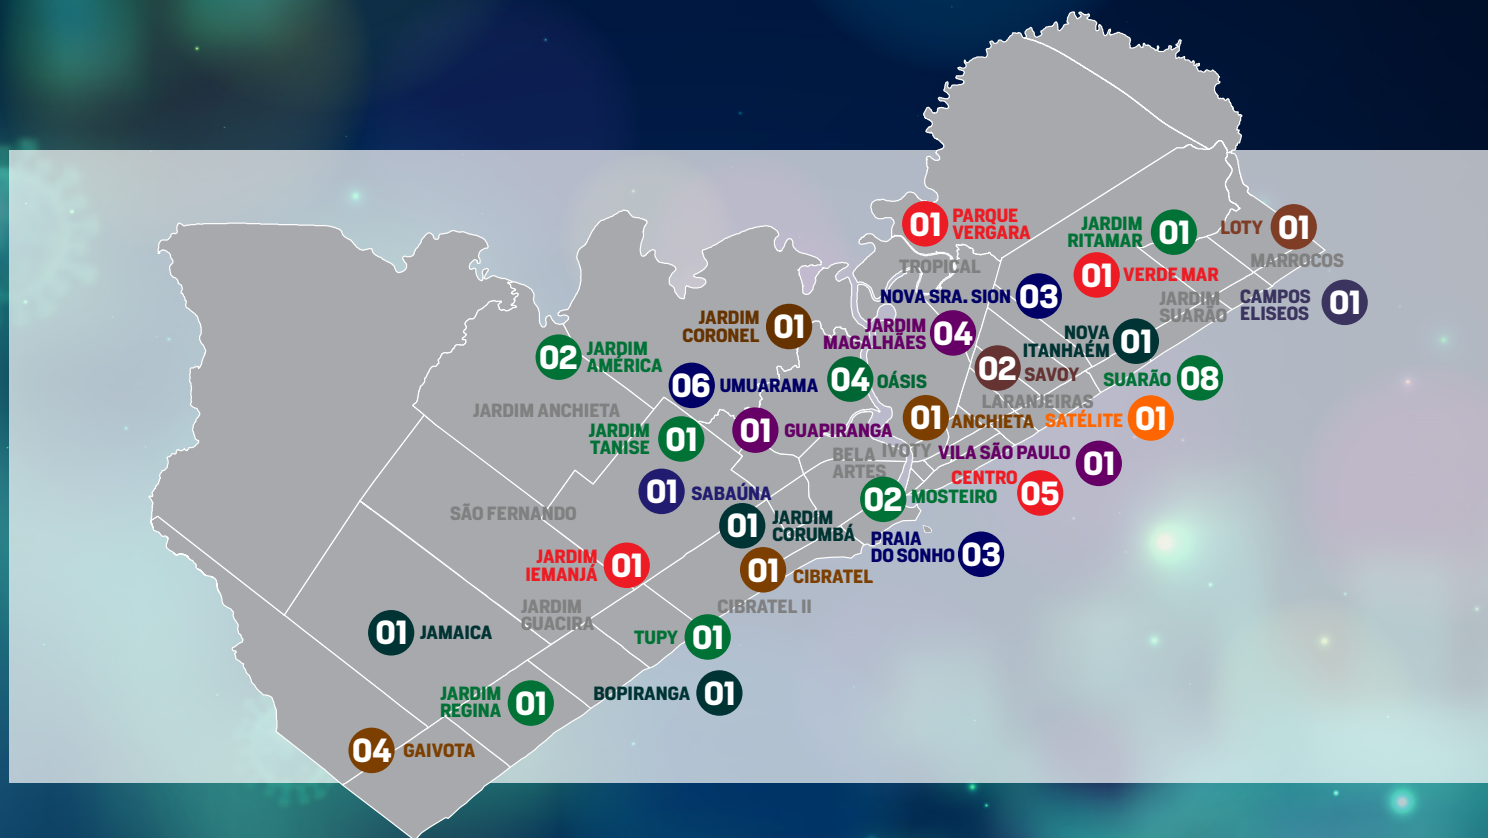 01 PARQUE
VERGARA
JARDIM
RITAMAR 01
LOTY 01
TROPICAL
MARROCOS
01 VERDE MAR
NOVA SRA. SION 03
JARDIM
SUARÃO
CAMPOS
ELISEOS 01
JARDIM
CORONEL 01
JARDIM
MAGALHÃES 04
NOVA
ITANHAÉM 01
02 JARDIM
AMÉRICA
06 UMUARAMA
04 OÁSIS
02 SAVOY
SUARÃO 08
LARANJEIRAS
JARDIM ANCHIETA
01 ANCHIETA
SATÉLITE 01
JARDIM
TANISE 01
01 GUAPIRANGA
BELA
ARTES
IVOTY
VILA SÃO PAULO 01
CENTRO 05
01 SABAÚNA
02 MOSTEIRO
SÃO FERNANDO
01 JARDIM
CORUMBÁ
PRAIA
DO SONHO 03
JARDIM
IEMANJÁ 01
01 CIBRATEL
CIBRATEL II
JARDIM
GUACIRA
01 JAMAICA
TUPY 01
JARDIM
REGINA 01
BOPIRANGA 01
04 GAIVOTA